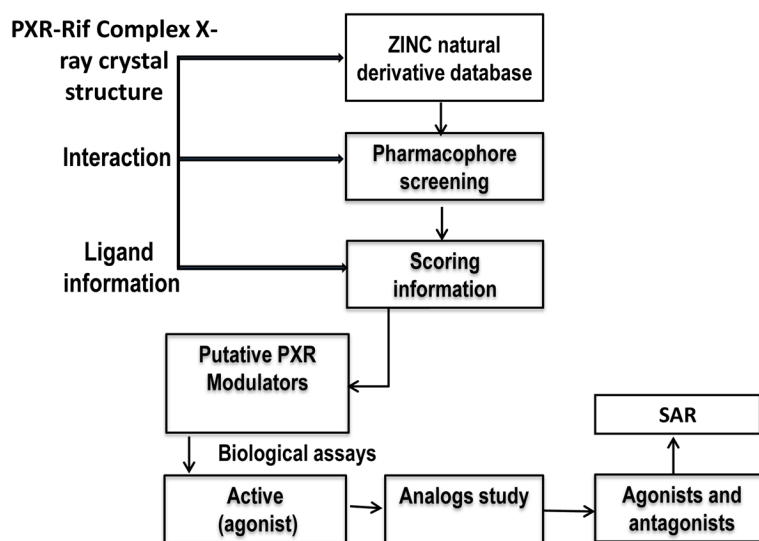 PXR-Rif Complex X-
ray crystal
structure
ZINC natural
derivative database
Interaction
Pharmacophore
screening
Ligand
information
Scoring
information
Putative PXR
Modulators
SAR
Biological assays
Active
(agonist)
Analogs study
Agonists and
antagonists